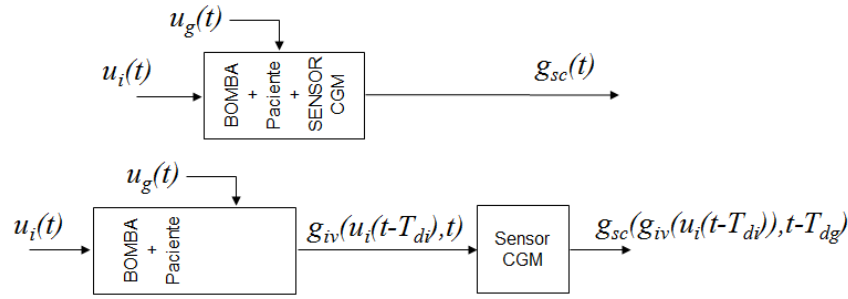 u_g(t)
u_i(t)
BOMBA
+
Paciente
+
SENSOR
CGM
g_sc(t)
u_g(t)
u_i(t)
BOMBA
+
Paciente
g_iv(u_i(t-T_di),t)
Sensor
CGM
g_sc(g_iv(u_i(t-T_di)),t-T_dg)